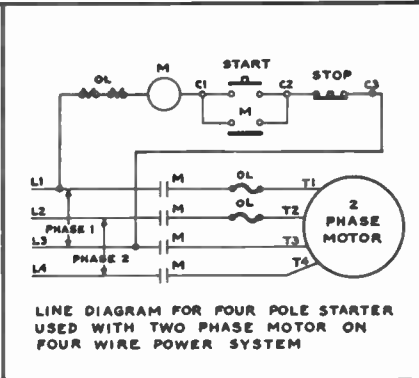 START
OL M C1 C2 STOP C3
M
L1 M OL T1
L2 M OL T2
PHASE 1
L3 M T3
PHASE 2
L4 M T4
2
PHASE
MOTOR
LINE DIAGRAM FOR FOUR POLE STARTER
USED WITH TWO PHASE MOTOR ON
FOUR WIRE POWER SYSTEM